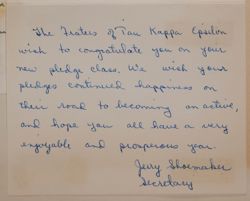 The Fraters of Tau Kappa Epsilon
wish to congratulate you on your
new pledge class. We wish your
pledges continued happiness on
their road to becoming an active,
and hope you all have a very
enjoyable and prosperous year.
Jerry Shoemaker
Secretary